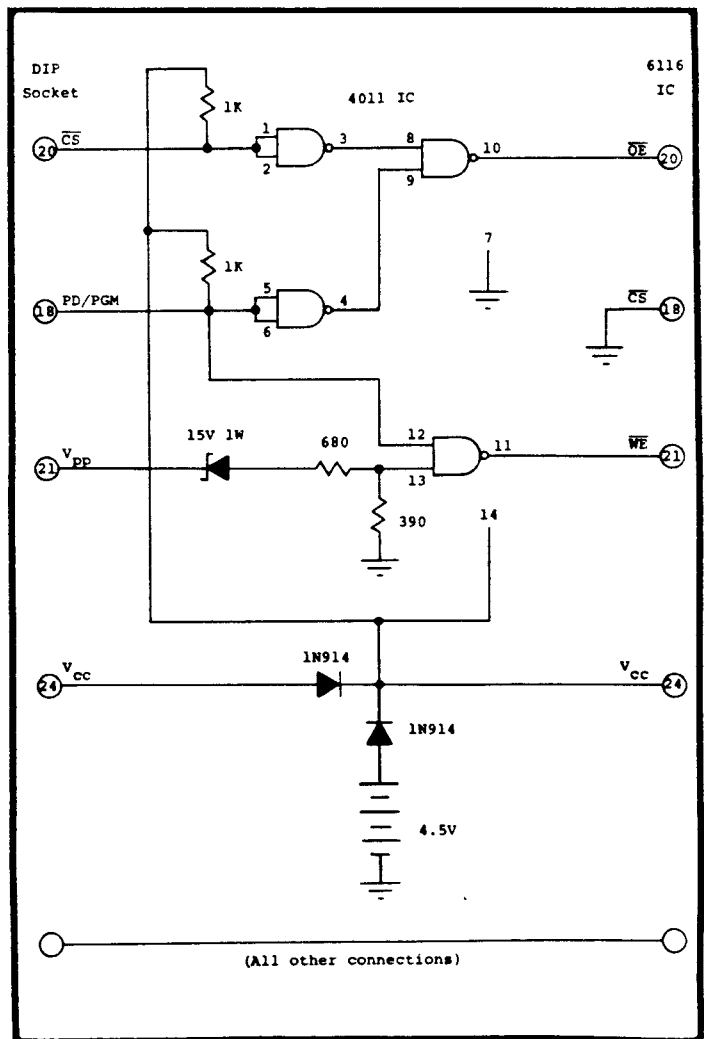 DIP
Socket
6116
IC
4011 IC
1K
20
CS
1
2
3
8
9
10
OE
20
7
1K
18
PD/PGM
5
6
4
CS
18
15V 1W
680
12
13
11
WE
21
21
VPP
390
14
1N914
24
VCC
VCC
24
1N914
4.5V
(All other connections)